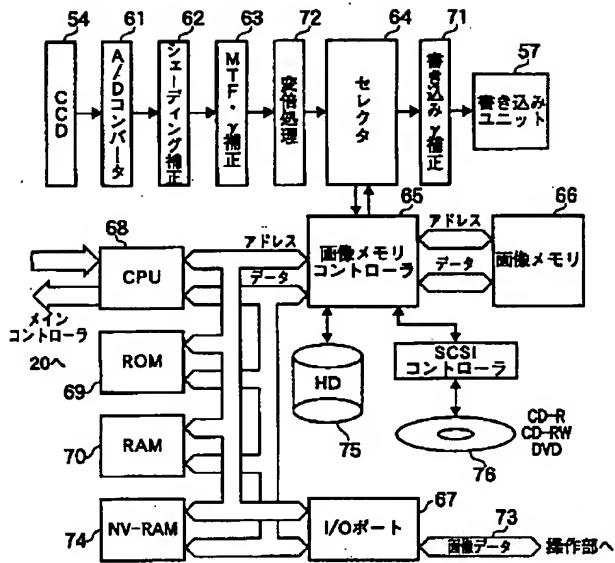 54
61
62
63
72
64
71
CCD
A/Dコンバータ
シェーディング補正
MTF・γ補正
変倍処理
セレクタ
書き込みγ補正
57
書き込み
ユニット
65
66
68
アドレス
画像メモリ
コントローラ
アドレス
データ
画像メモリ
CPU
データ
メイン
コントローラ
20へ
ROM
69
HD
75
SCSI
コントローラ
CD-R
CD-RW
DVD
76
RAM
70
67
NV-RAM
74
I/Oポート
73
画像データ
操作部へ